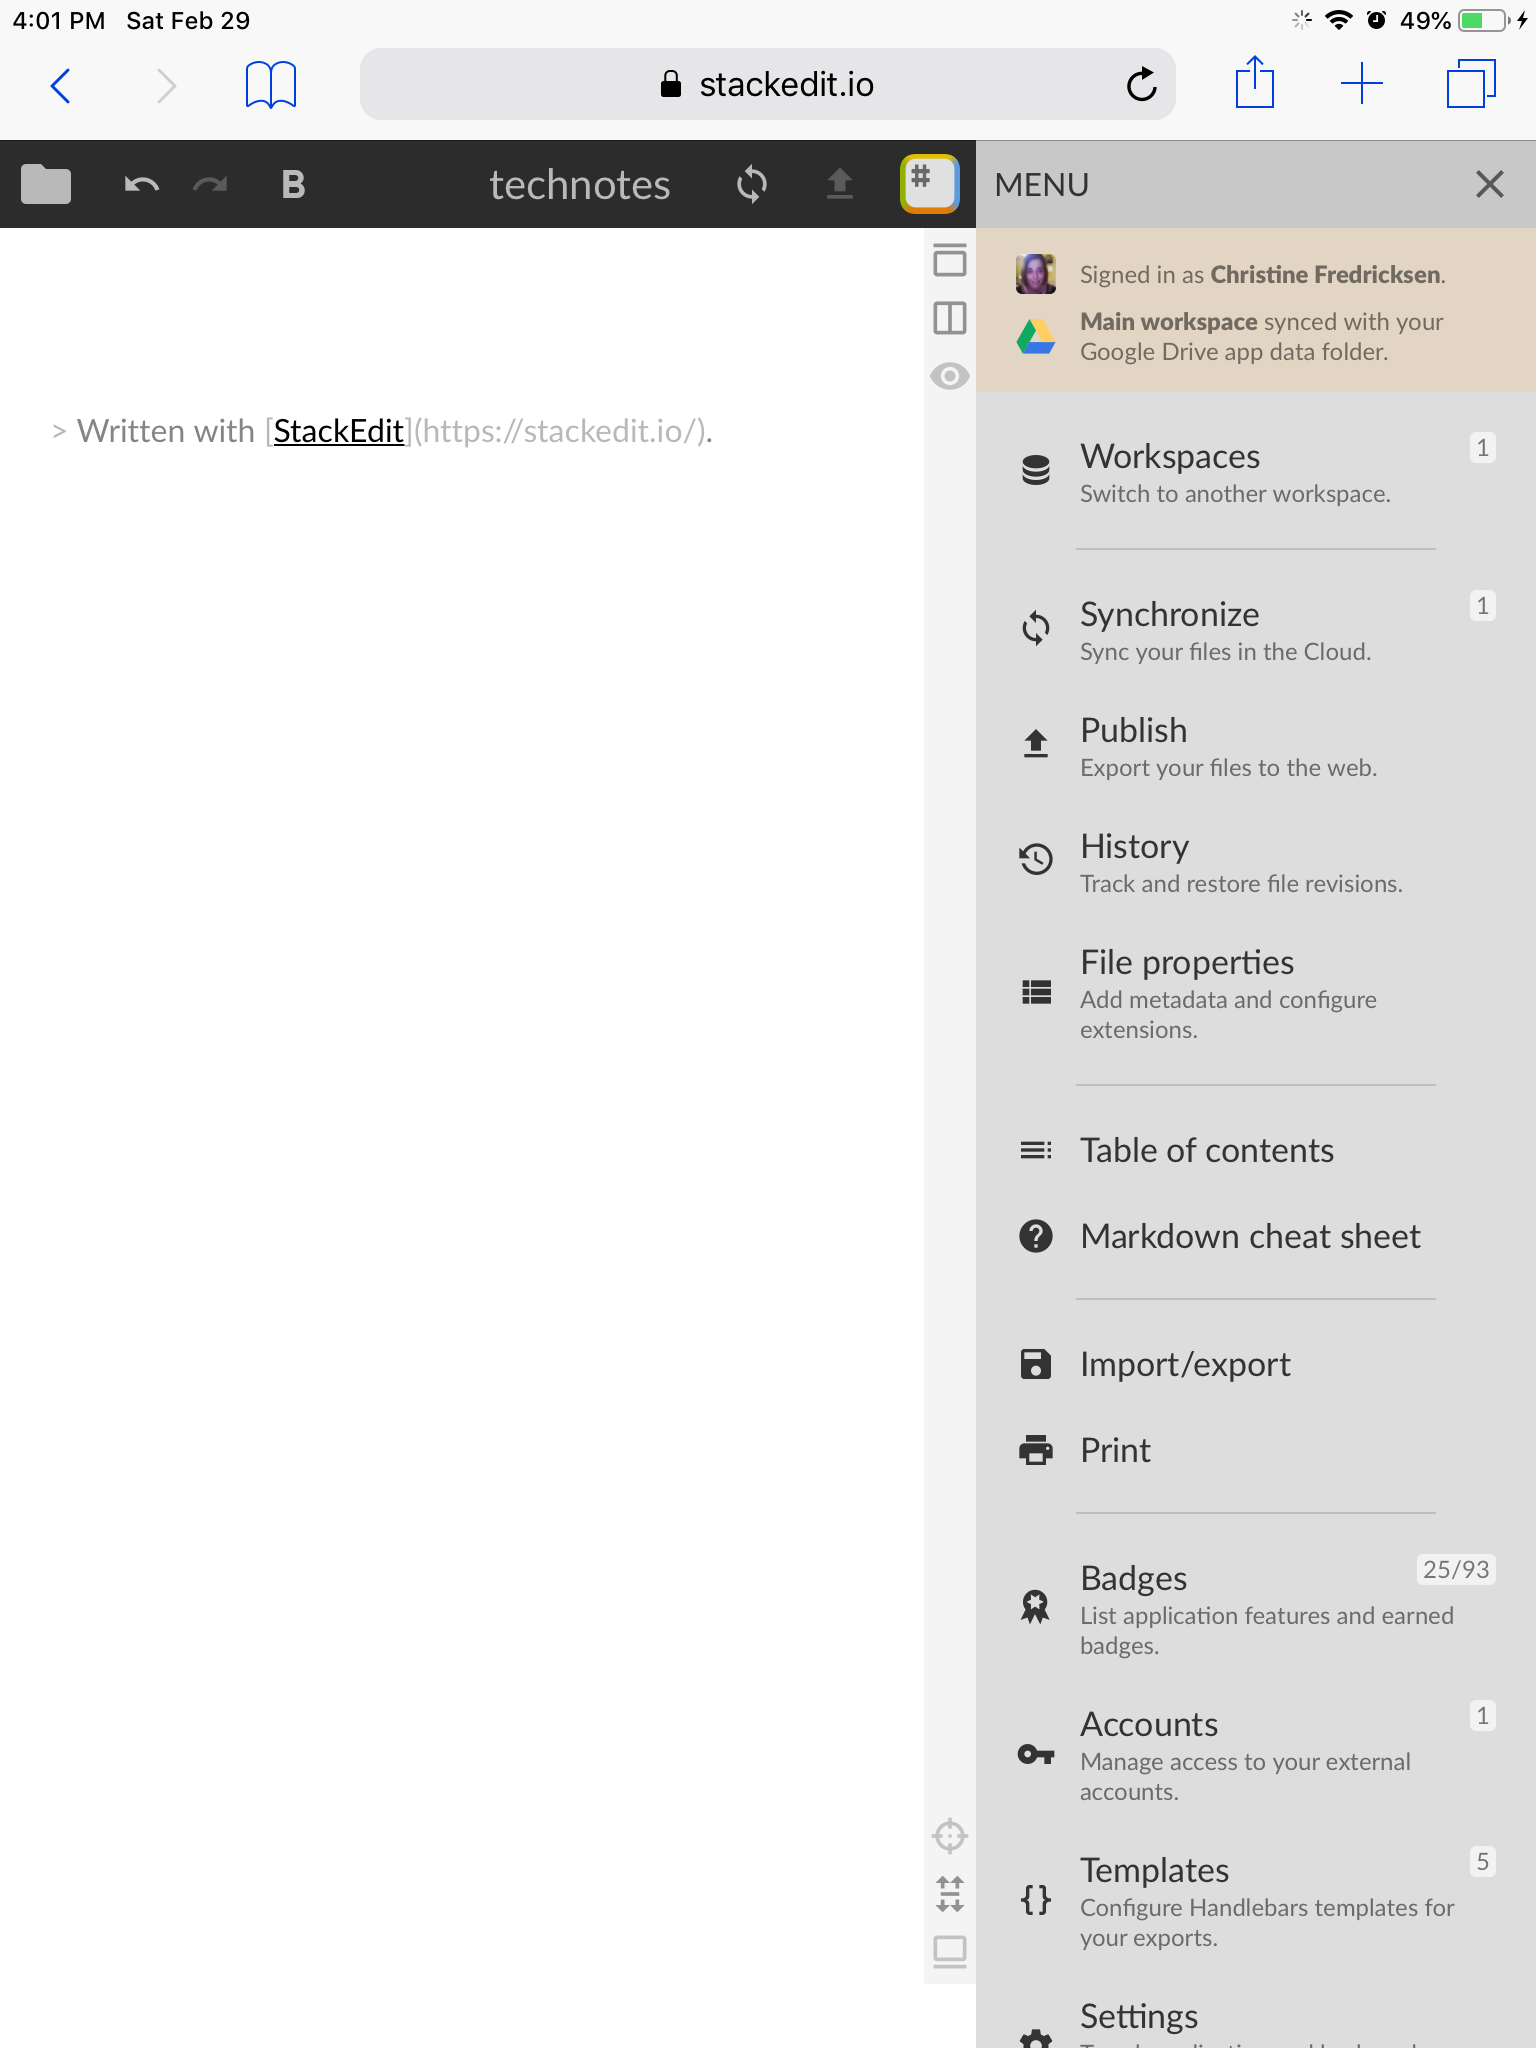 4:01 PM Sat Feb 29
49%
stackedit.io
B
technotes
#
MENU
Signed in as Christine Fredricksen.
Main workspace synced with your
Google Drive app data folder.
> Written with [StackEdit](https://stackedit.io/).
Workspaces
1
Switch to another workspace.
Synchronize
1
Sync your files in the Cloud.
Publish
Export your files to the web.
History
Track and restore file revisions.
File properties
Add metadata and configure
extensions.
Table of contents
Markdown cheat sheet
Import/export
Print
Badges
25/93
List application features and earned
badges.
Accounts
1
Manage access to your external
accounts.
Templates
5
Configure Handlebars templates for
your exports.
Settings